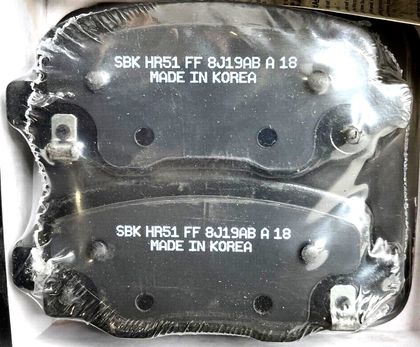 SBK HR51 FF 8J19AB A 18
MADE IN KOREA
SBK HR51 FF 8J19AB A 18
MADE IN KOREA